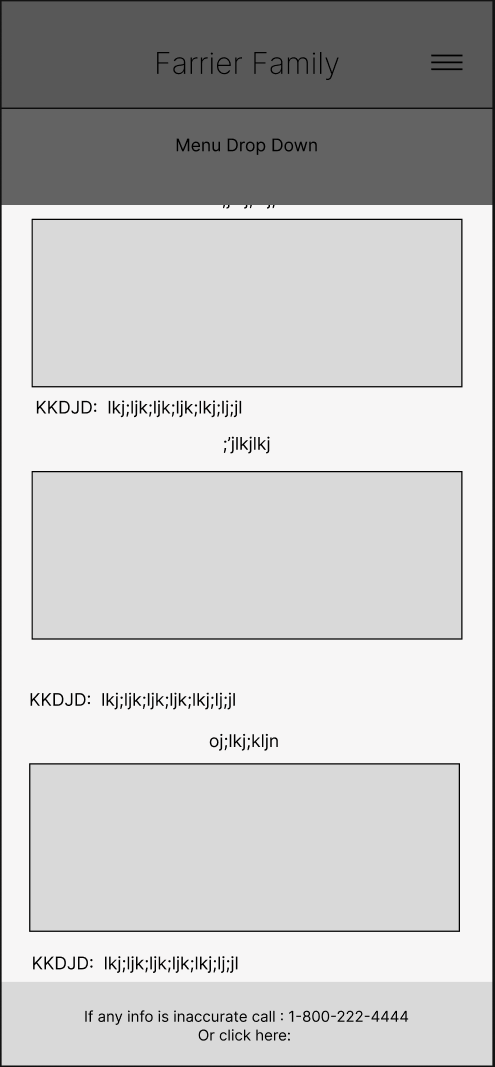 Farrier Family
Menu Drop Down
KKDJD: lkj;ljk;ljk;ljk;lkj;lj;jl
;’jlkjlkj
KKDJD: lkj;ljk;ljk;ljk;lkj;lj;jl
oj;lkj;kljn
KKDJD: lkj;ljk;ljk;ljk;lkj;lj;jl
If any info is inaccurate call : 1-800-222-4444
Or click here: